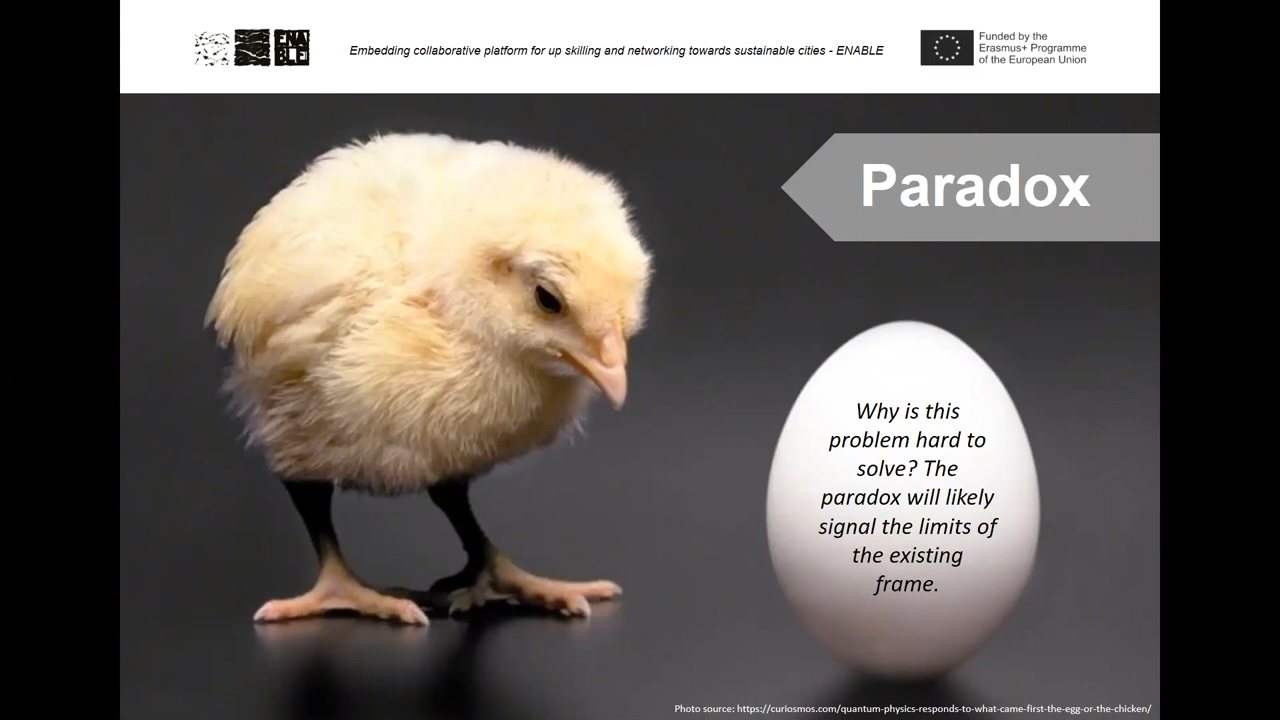 ENA
BLE
Embedding collaborative platform for up skilling and networking towards sustainable cities - ENABLE
Funded by the
Erasmus+ Programme
of the European Union
Paradox
Why is this
problem hard to
solve? The
paradox will likely
signal the limits of
the existing
frame.
Photo source: https://curiosmos.com/quantum-physics-responds-to-what-came-first-the-egg-or-the-chicken/